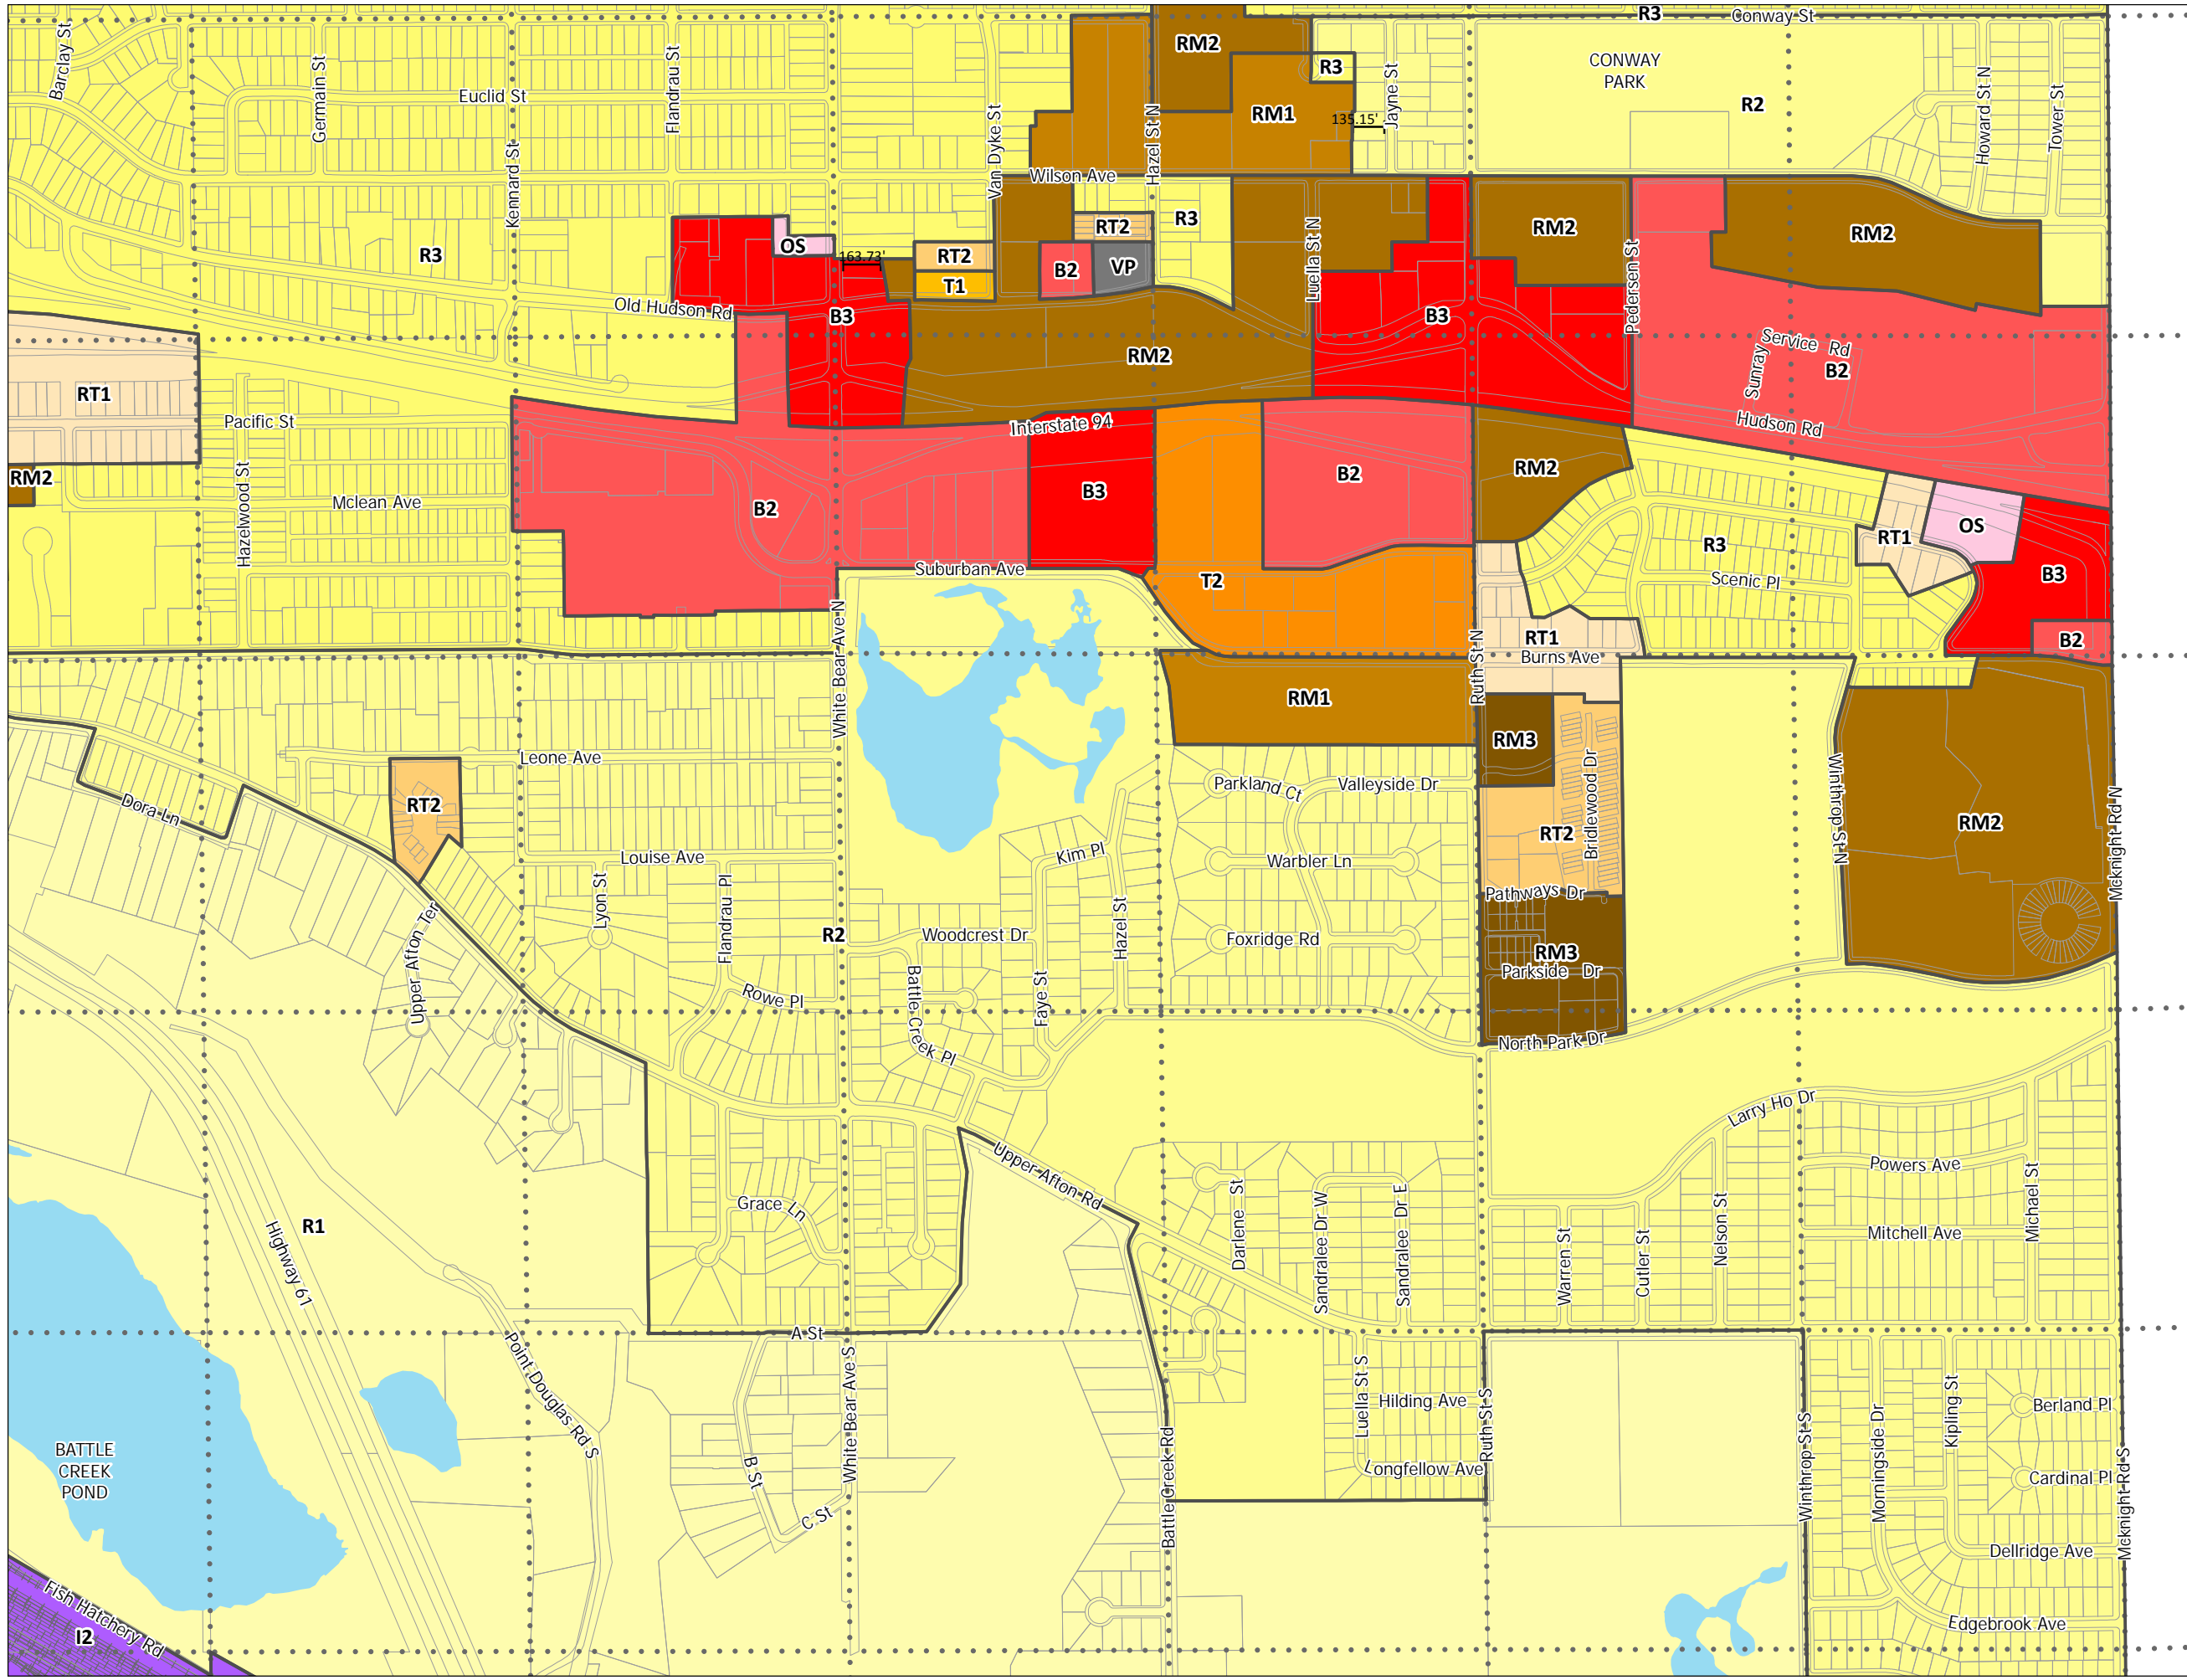 R3
Conway St
Barclay St
Germain St
Flandrau St
Euclid St
Kennard St
Van Dyke St
Hazel St N
RM2
R3
RM1
135.15'
Jayne St
CONWAY
PARK
R2
Howard St N
Tower St
Wilson Ave
R3
OS
163.73'
RT2
T1
RT2
R3
B2
VP
Luella St N
RM2
Pedersen St
RM2
Old Hudson Rd
B3
RM2
B3
Service Rd
Sunray
B2
Hudson Rd
RT1
Pacific St
Interstate 94
RM2
Mclean Ave
Hazelwood St
B2
B3
B2
RM2
R3
RT1
OS
B3
Scenic Pl
Suburban Ave
T2
RT1
Burns Ave
B2
White Bear Ave N
Ruth St N
RM1
RM3
Bridlewood Dr
Winthrop St N
Mcknight Rd N
Leone Ave
Dora Ln
RT2
Parkland Ct
Valleyside Dr
RM2
RT2
Louise Ave
Kim Pl
Warbler Ln
Lyon St
Flandrau Pl
Upper Afton Ter
R2
Woodcrest Dr
Hazel St
Foxridge Rd
Pathways Dr
RM3
Parkside Dr
Rowe Pl
Battle Creek Pl
Faye St
North Park Dr
Larry Ho Dr
Upper Afton Rd
Powers Ave
Michael St
Grace Ln
Darlene St
Sandralee Dr W
Sandralee Dr E
Warren St
Cutler St
Nelson St
Mitchell Ave
R1
Highway 61
A St
Point Douglas Rd S
White Bear Ave S
Luella St S
Hilding Ave
Ruth St S
Winthrop St S
Morningside Dr
Kipling St
Berland Pl
BATTLE
CREEK
POND
B St
C St
Battle Creek Rd
Longfellow Ave
Cardinal Pl
Mcknight Rd S
Dellridge Ave
Edgebrook Ave
Fish Hatchery Rd
I2